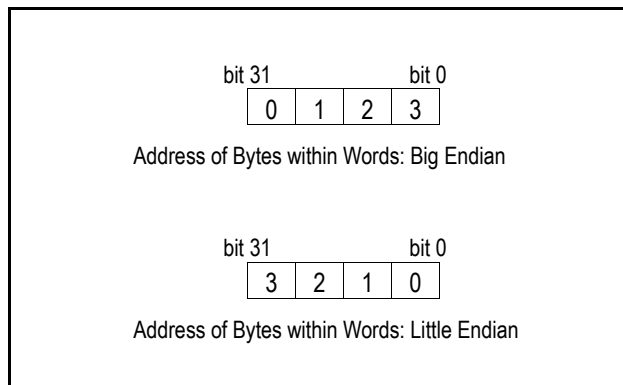 bit 31 bit 0
0 1 2 3
Address of Bytes within Words: Big Endian
bit 31 bit 0
3 2 1 0
Address of Bytes within Words: Little Endian